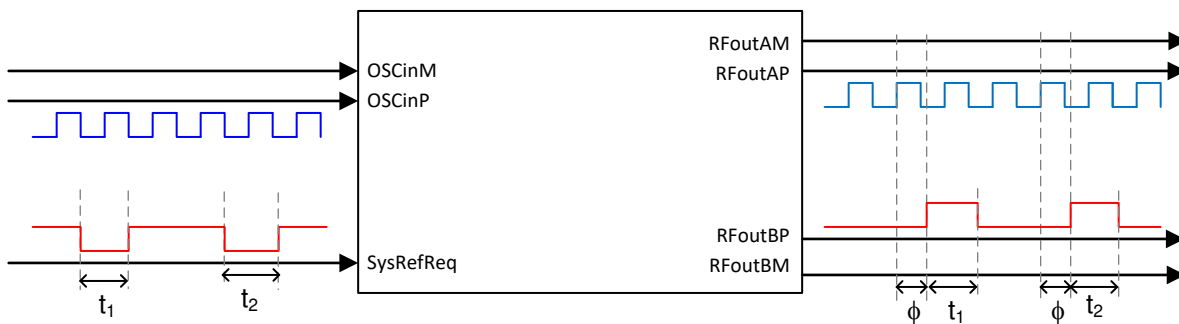 RFoutAM
OSCinM
RFoutAP
OSCinP
RFoutBP
SysRefReq
RFoutBM
t1
t2
ϕ
t1
ϕ
t2